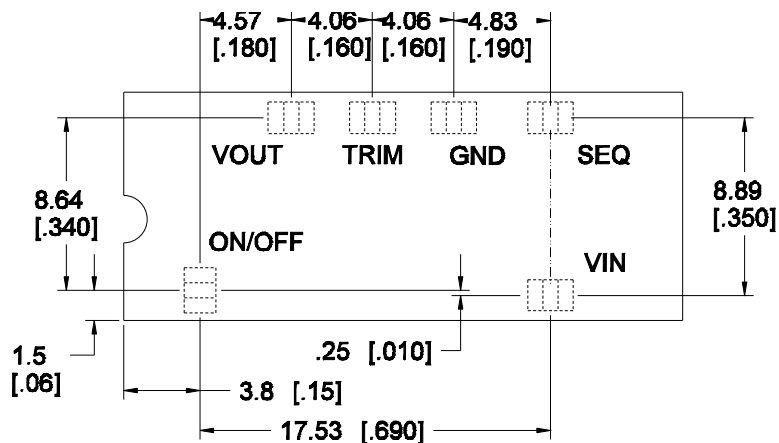 4.57 4.06 4.06 4.83
[.180] [.160] [.160] [.190]
VOUT TRIM GND SEQ
8.64
[.340]
8.89
[.350]
ON/OFF
VIN
1.5
[.06]
.25 [.010]
3.8 [.15]
17.53 [.690]